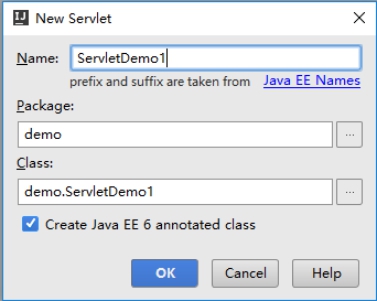 New Servlet
Name: ServletDemo1
prefix and suffix are taken from Java EE Names
Package:
demo
...
Class:
demo.ServletDemo1
...
Create Java EE 6 annotated class
OK Cancel Help